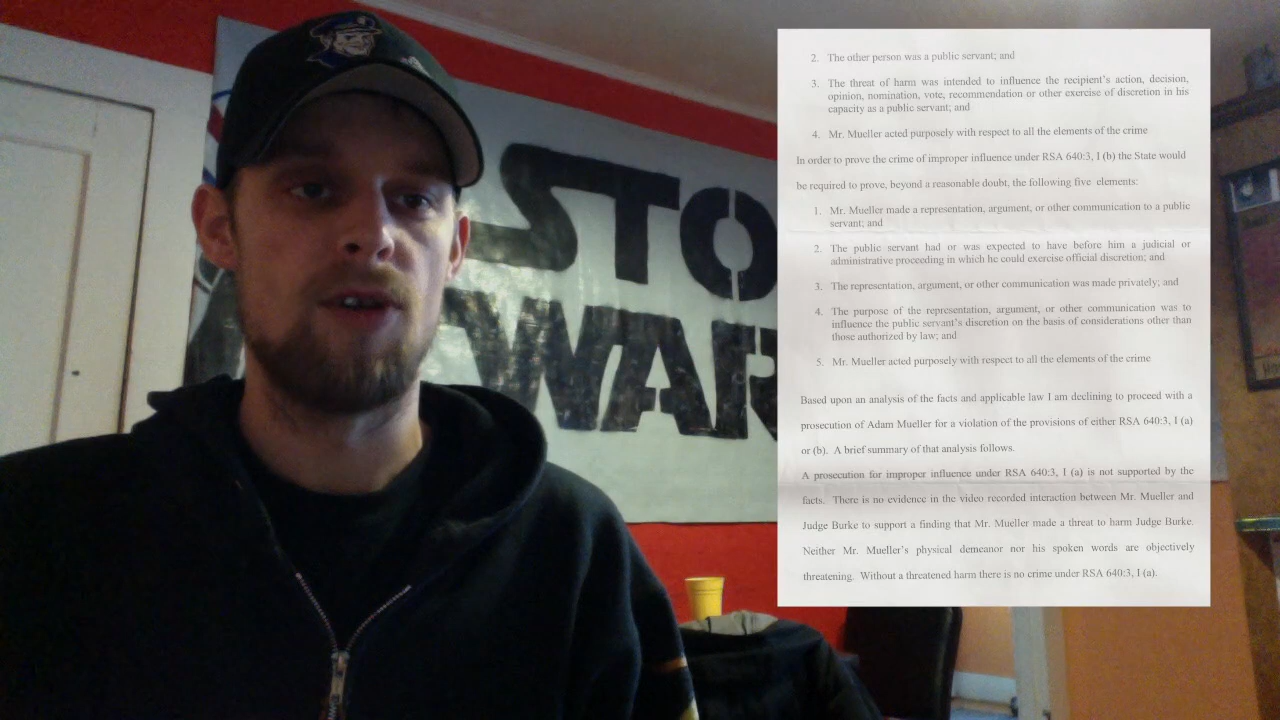 STO
WAR
2. The other person was a public servant; and
3. The threat of harm was intended to influence the recipient's action, decision,
opinion, nomination, vote, recommendation or other exercise of discretion in his
capacity as a public servant; and
4. Mr. Mueller acted purposely with respect to all the elements of the crime
In order to prove the crime of improper influence under RSA 640:3, I (b) the State would
be required to prove, beyond a reasonable doubt, the following five elements:
1. Mr. Mueller made a representation, argument, or other communication to a public
servant; and
2. The public servant had or was expected to have before him a judicial or
administrative proceeding in which he could exercise official discretion; and
3. The representation, argument, or other communication was made privately; and
4. The purpose of the representation, argument, or other communication was to
influence the public servant's discretion on the basis of considerations other than
those authorized by law; and
5. Mr. Mueller acted purposely with respect to all the elements of the crime
Based upon an analysis of the facts and applicable law I am declining to proceed with a
prosecution of Adam Mueller for a violation of the provisions of either RSA 640:3, I (a)
or (b). A brief summary of that analysis follows.
A prosecution for improper influence under RSA 640:3, I (a) is not supported by the
facts. There is no evidence in the video recorded interaction between Mr. Mueller and
Judge Burke to support a finding that Mr. Mueller made a threat to harm Judge Burke.
Neither Mr. Mueller's physical demeanor nor his spoken words are objectively
threatening. Without a threatened harm there is no crime under RSA 640:3, I (a).